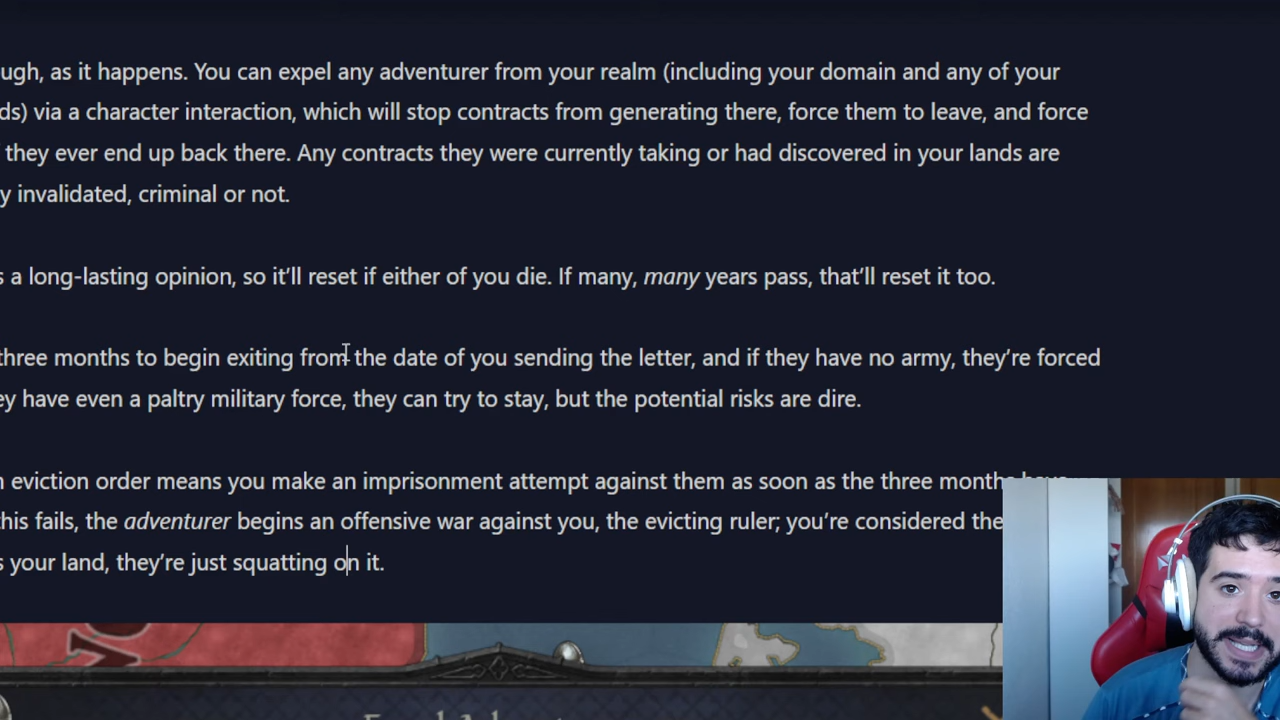 ugh, as it happens. You can expel any adventurer from your realm (including your domain and any of your
ds) via a character interaction, which will stop contracts from generating there, force them to leave, and force
they ever end up back there. Any contracts they were currently taking or had discovered in your lands are
y invalidated, criminal or not.
s a long-lasting opinion, so it'll reset if either of you die. If many, many years pass, that'll reset it too.
three months to begin exiting from the date of you sending the letter, and if they have no army, they're forced
ey have even a paltry military force, they can try to stay, but the potential risks are dire.
n eviction order means you make an imprisonment attempt against them as soon as the three months have
his fails, the adventurer begins an offensive war against you, the evicting ruler; you're considered the
s your land, they're just squatting on it.